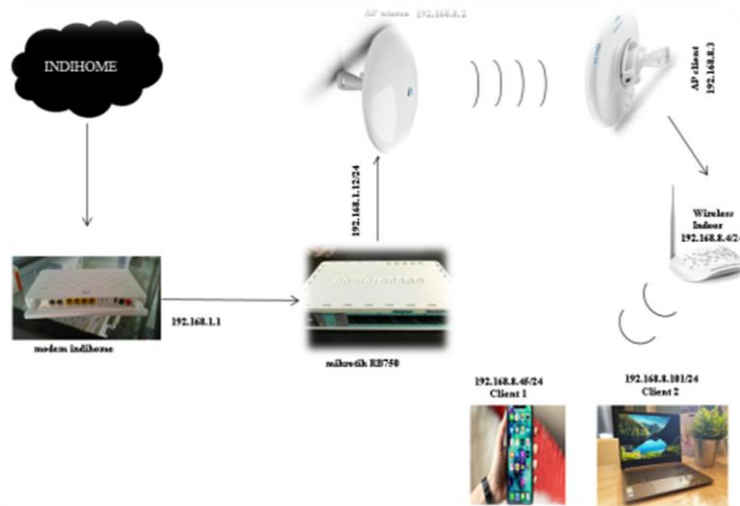 AP master 192.168.8.2
INDIHOME
AP client
192.168.8.3
192.168.1.12/24
Wireless
Indoor
192.168.8.4/24
192.168.1.1
modem indihome
mikrotik RB750
192.168.8.45/24
Client 1
192.168.8.101/24
Client 2